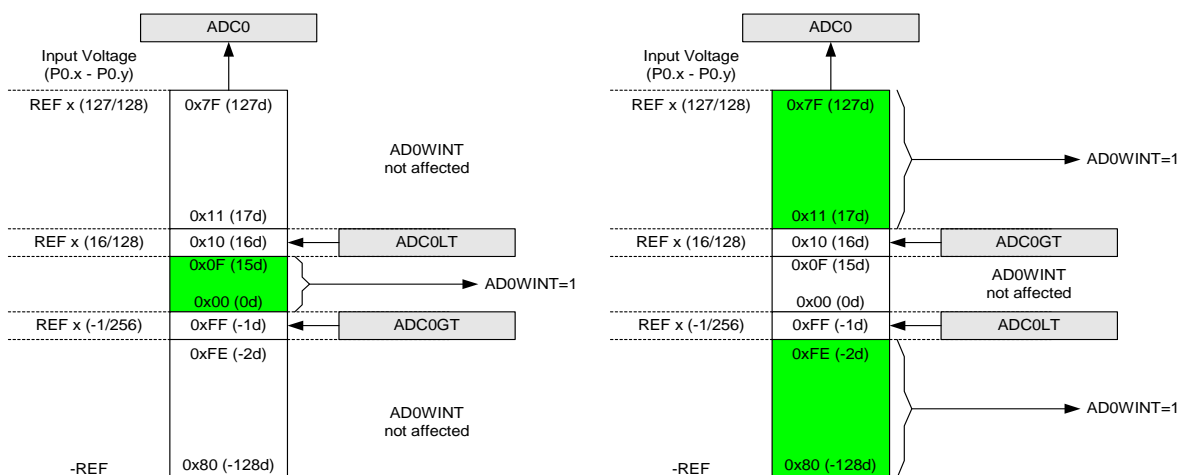 ADC0
Input Voltage
(P0.x - P0.y)
REF x (127/128)
0x7F (127d)
AD0WINT
not affected
0x11 (17d)
REF x (16/128)
0x10 (16d)
ADC0LT
0x0F (15d)
AD0WINT=1
0x00 (0d)
REF x (-1/256)
0xFF (-1d)
ADC0GT
0xFE (-2d)
AD0WINT
not affected
-REF
0x80 (-128d)
ADC0
Input Voltage
(P0.x - P0.y)
REF x (127/128)
0x7F (127d)
AD0WINT=1
0x11 (17d)
REF x (16/128)
0x10 (16d)
ADC0GT
0x0F (15d)
AD0WINT
not affected
0x00 (0d)
REF x (-1/256)
0xFF (-1d)
ADC0LT
0xFE (-2d)
AD0WINT=1
-REF
0x80 (-128d)